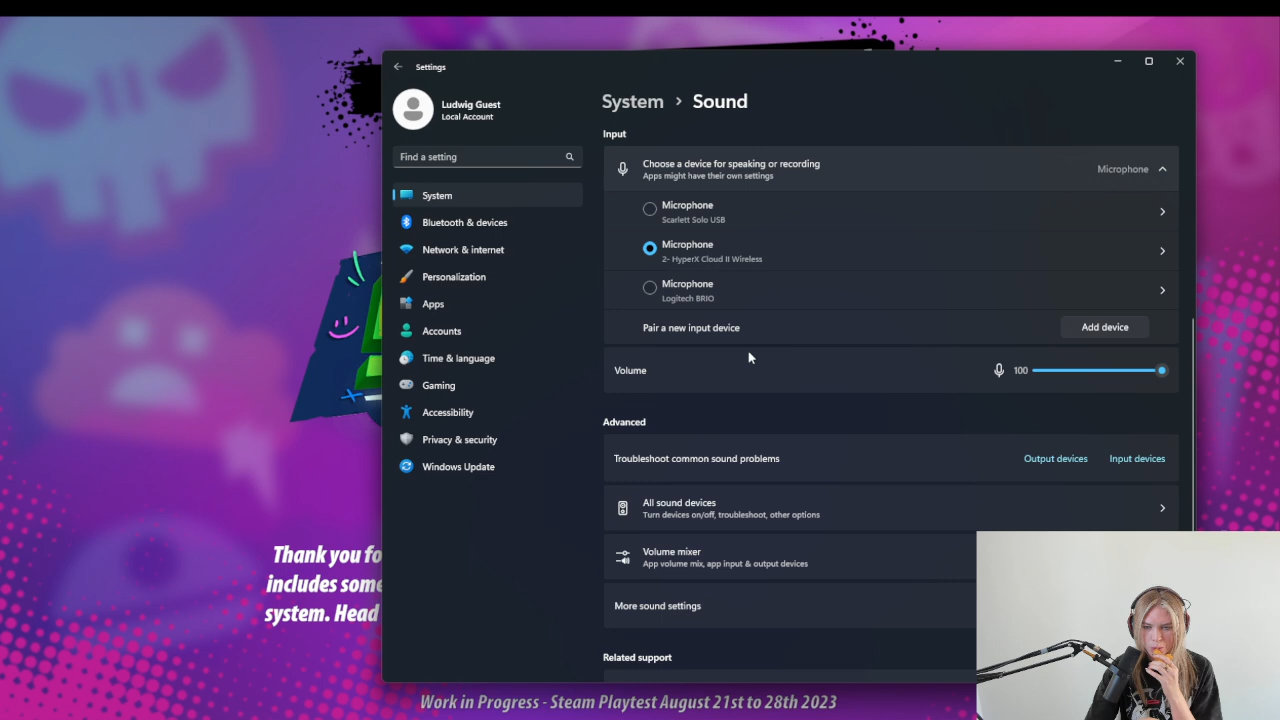 Settings
Ludwig Guest
Local Account
Find a setting
System
Bluetooth & devices
Network & internet
Personalization
Apps
Accounts
Time & language
Gaming
Accessibility
Privacy & security
Windows Update
System > Sound
Input
Choose a device for speaking or recording
Apps might have their own settings
Microphone
Microphone
Scarlett Solo USB
Microphone
2- HyperX Cloud II Wireless
Microphone
Logitech BRIO
Pair a new input device
Add device
Volume
100
Advanced
Troubleshoot common sound problems
Output devices
Input devices
All sound devices
Turn devices on/off, troubleshoot, other options
Volume mixer
App volume mix, app input & output devices
More sound settings
Related support
Thank you fo
includes some
system. Head
Work in Progress - Steam Playtest August 21st to 28th 2023